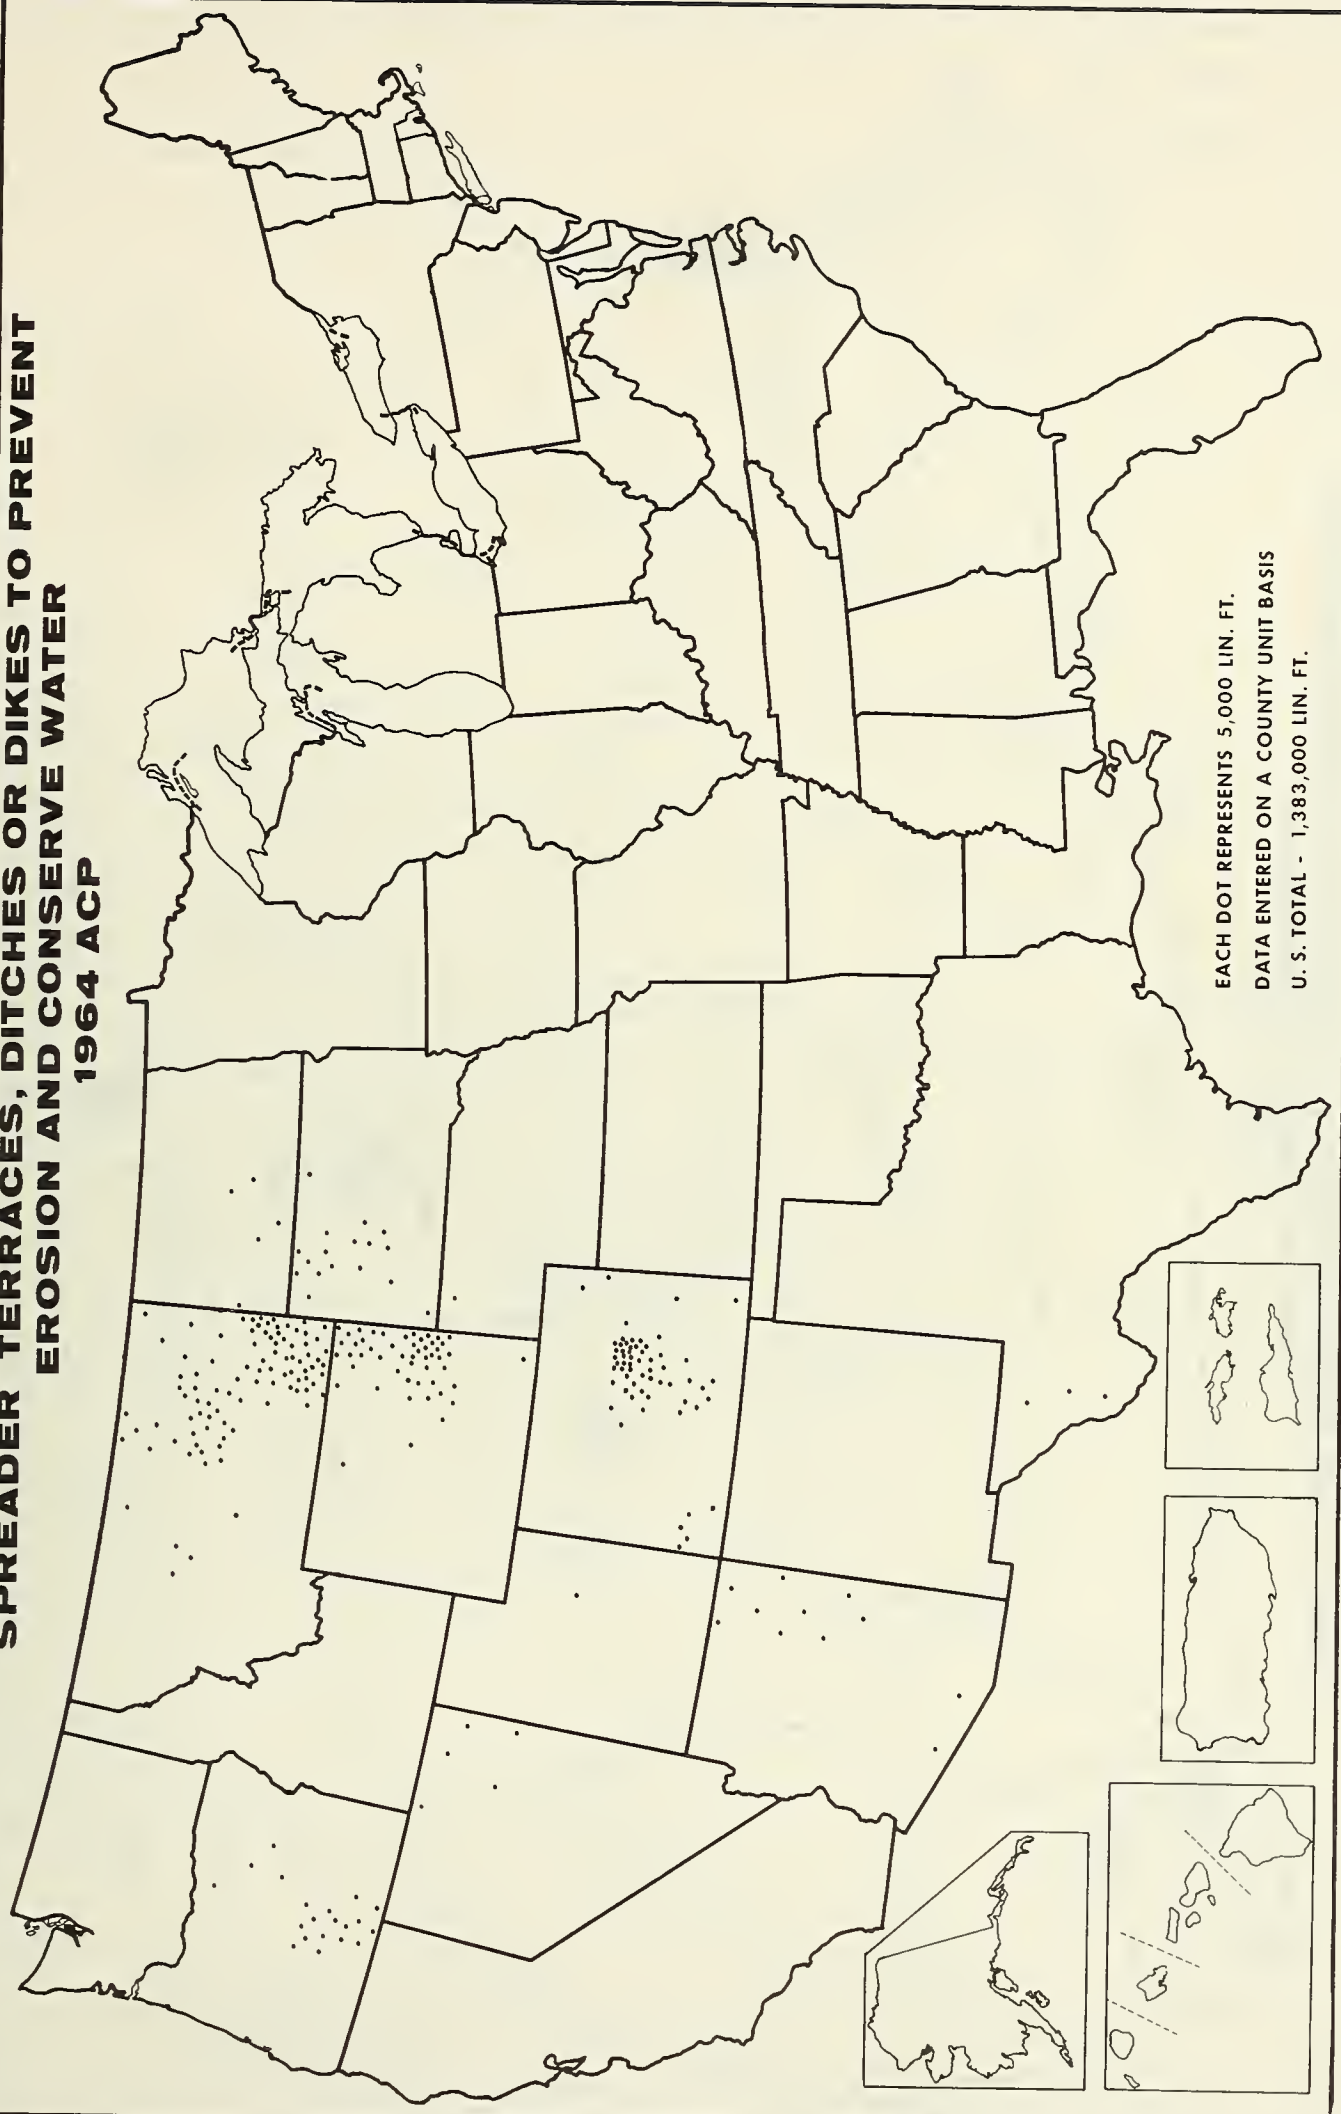 SPREADER TERRACES, DITCHES OR DIKES TO PREVENT
EROSION AND CONSERVE WATER
1964 ACP
EACH DOT REPRESENTS 5,000 LIN. FT.
DATA ENTERED ON A COUNTY UNIT BASIS
U. S. TOTAL - 1,383,000 LIN. FT.